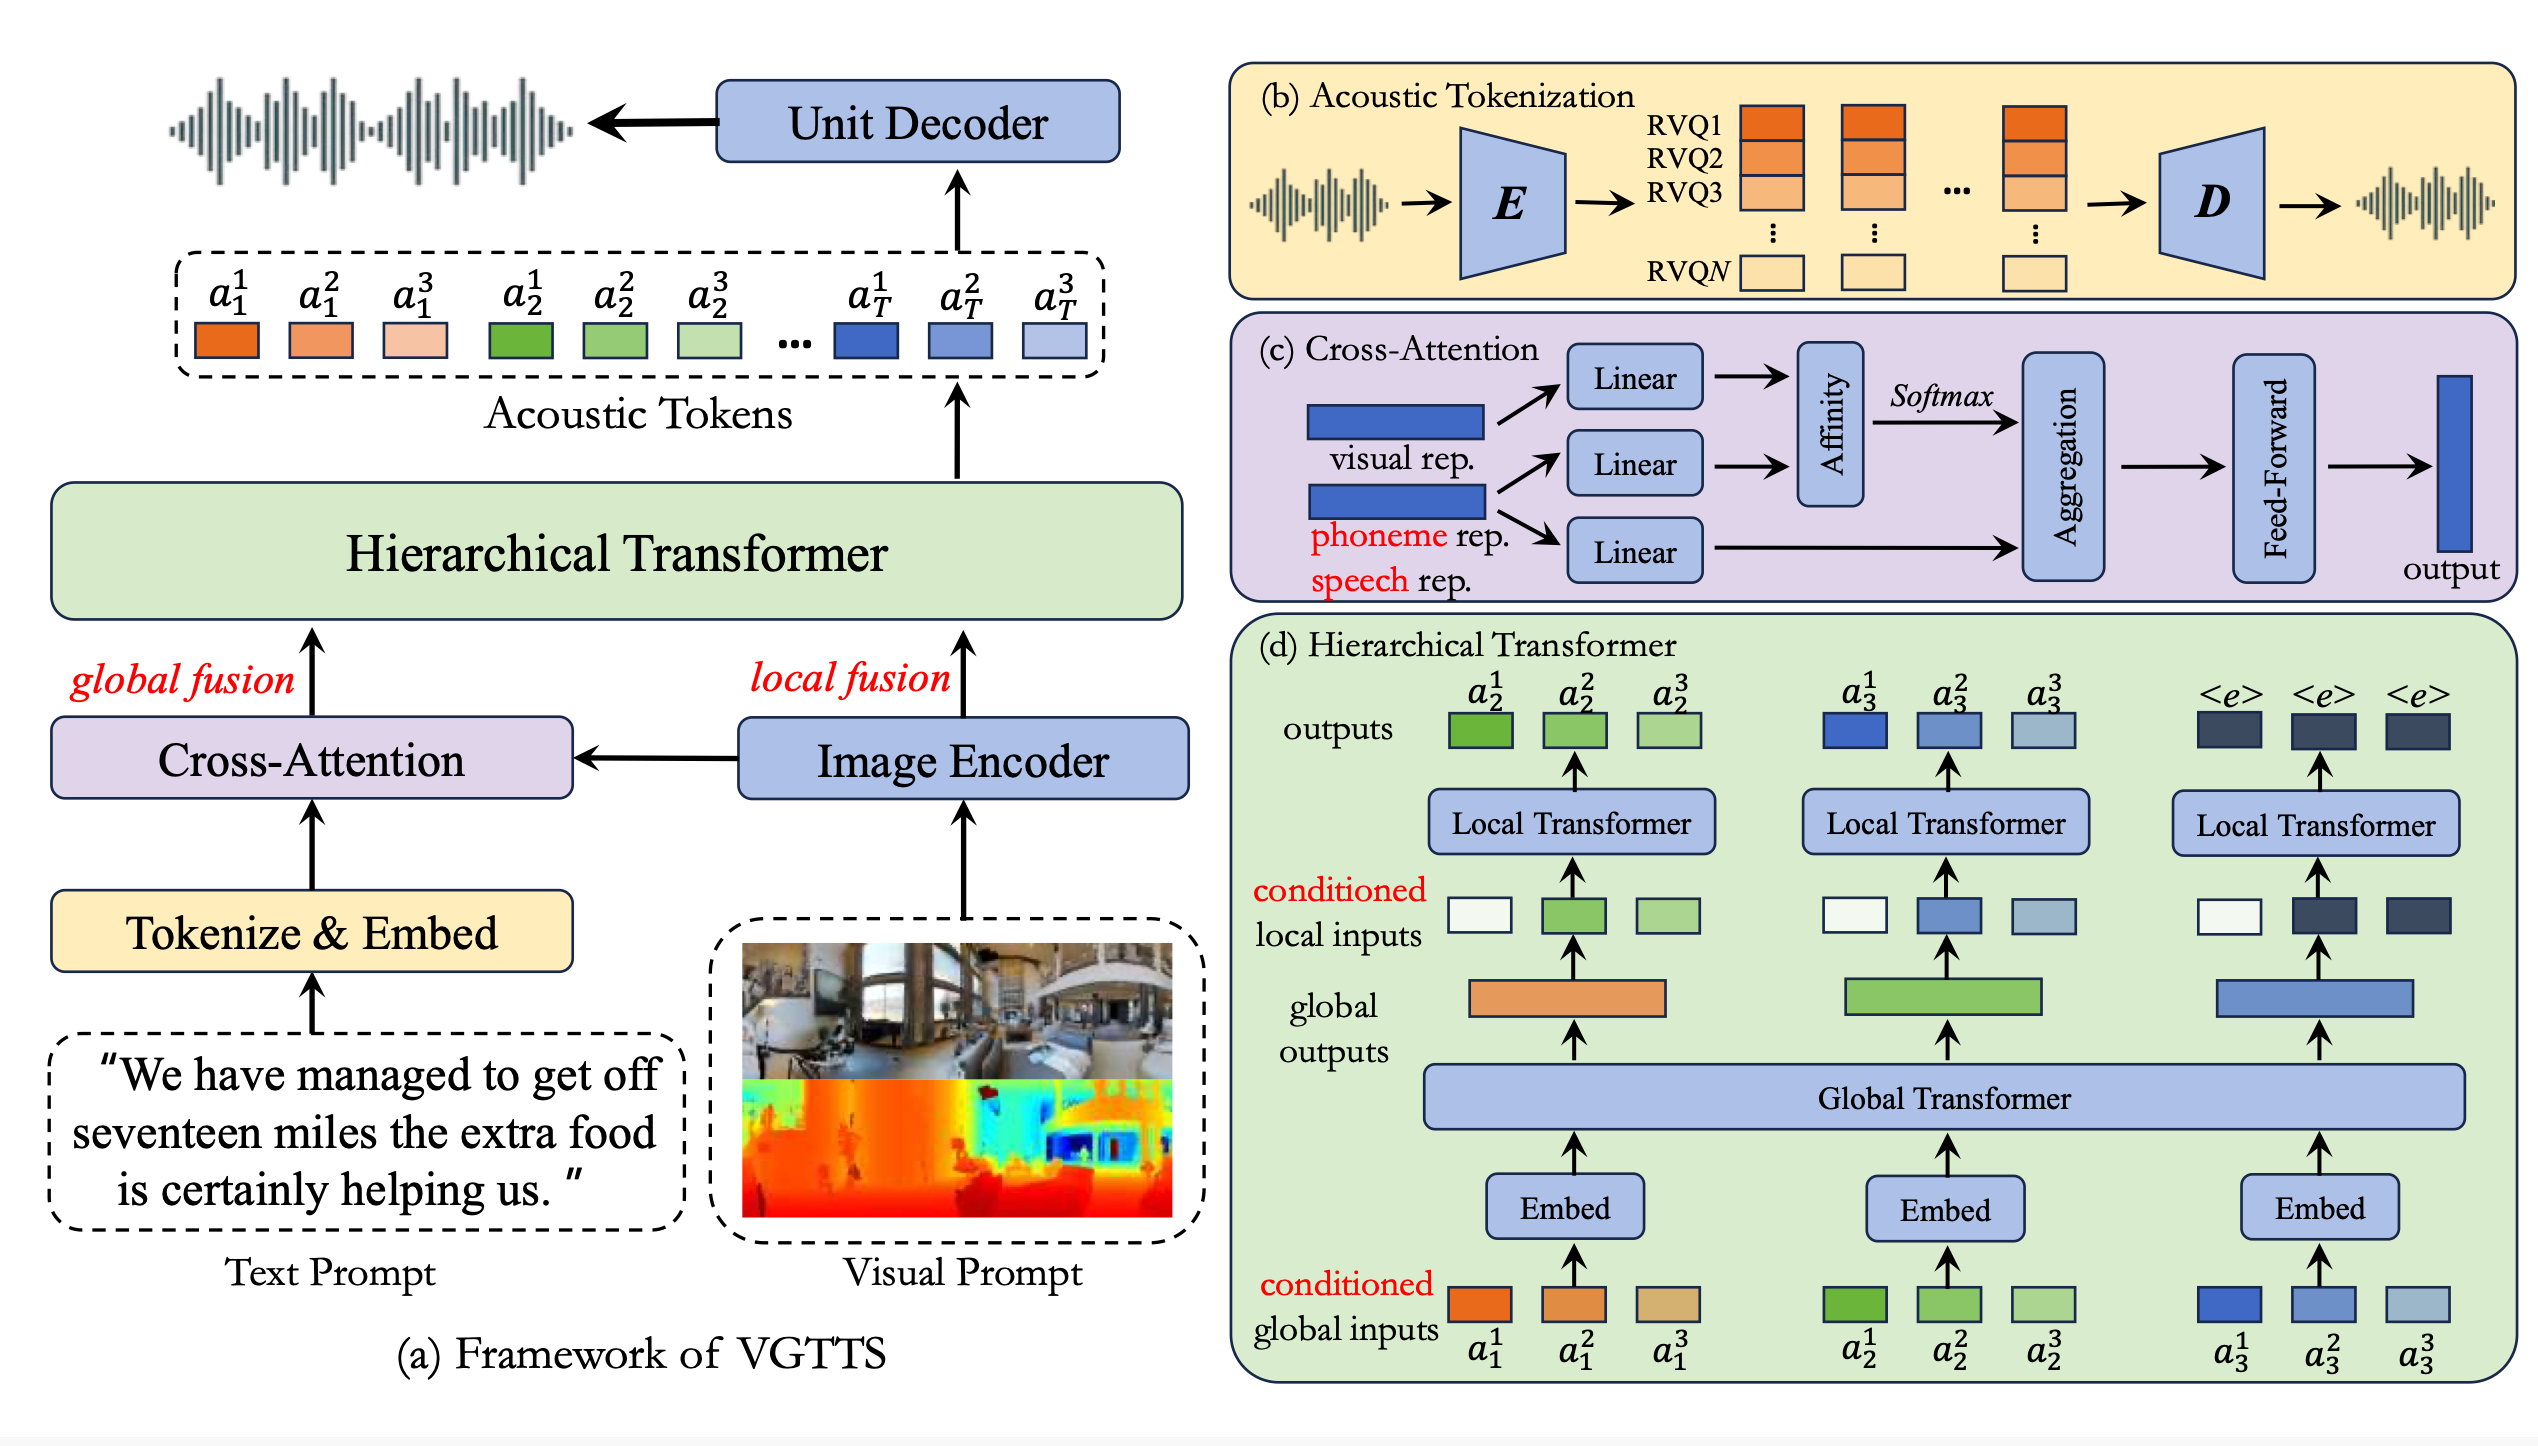 Unit Decoder
a_1^1 a_1^2 a_1^3 a_2^1 a_2^2 a_2^3 ... a_T^1 a_T^2 a_T^3
Acoustic Tokens
Hierarchical Transformer
global fusion
local fusion
Cross-Attention
Image Encoder
Tokenize & Embed
"We have managed to get off
seventeen miles the extra food
is certainly helping us. "
Text Prompt
Visual Prompt
(a) Framework of VGTTS
(b) Acoustic Tokenization
RVQ1
RVQ2
RVQ3
...
RVQN
E
D
(c) Cross-Attention
visual rep.
phoneme rep.
speech rep.
Linear
Linear
Linear
Affinity
Softmax
Aggregation
Feed-Forward
output
(d) Hierarchical Transformer
a_2^1 a_2^2 a_2^3 a_3^1 a_3^2 a_3^3 <e> <e> <e>
outputs
Local Transformer Local Transformer Local Transformer
conditioned
local inputs
global
outputs
Global Transformer
Embed Embed Embed
conditioned
global inputs
a_1^1 a_1^2 a_1^3 a_2^1 a_2^2 a_2^3 a_3^1 a_3^2 a_3^3